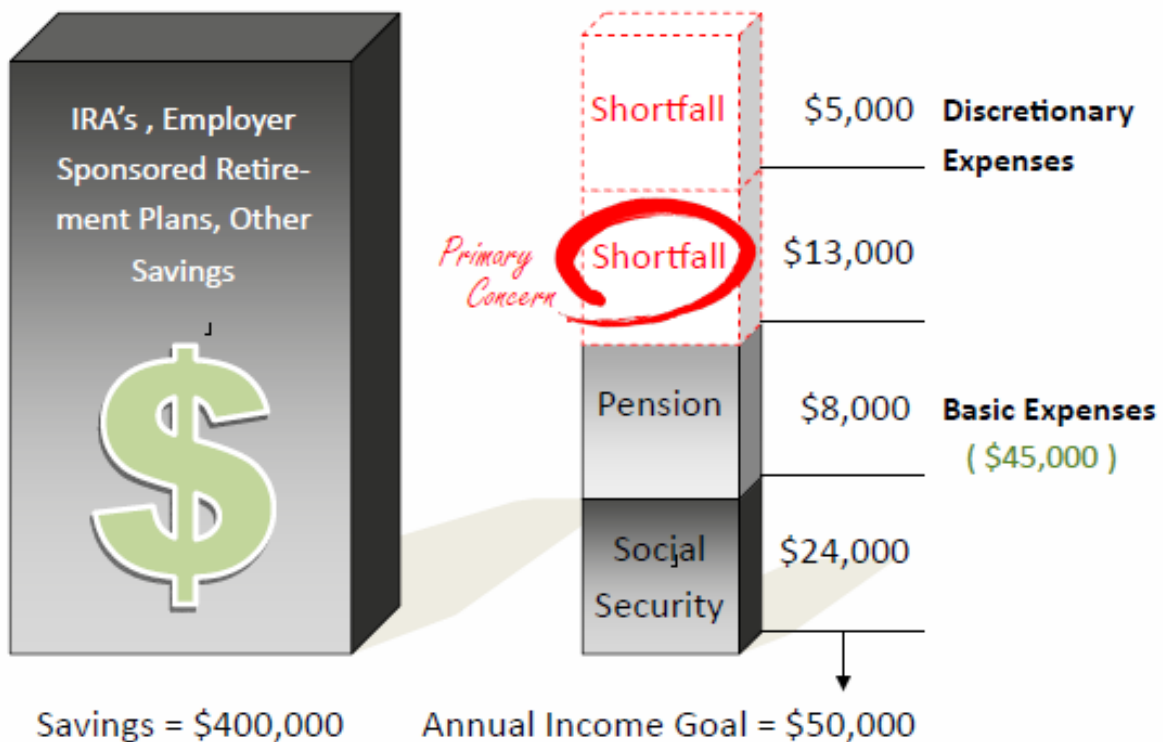 IRA's , Employer
Sponsored Retire-
ment Plans, Other
Savings
$
Savings = $400,000
Shortfall
$5,000
Discretionary
Expenses
Primary
Concern
Shortfall
$13,000
Pension
$8,000
Basic Expenses
( $45,000 )
Social
Security
$24,000
Annual Income Goal = $50,000